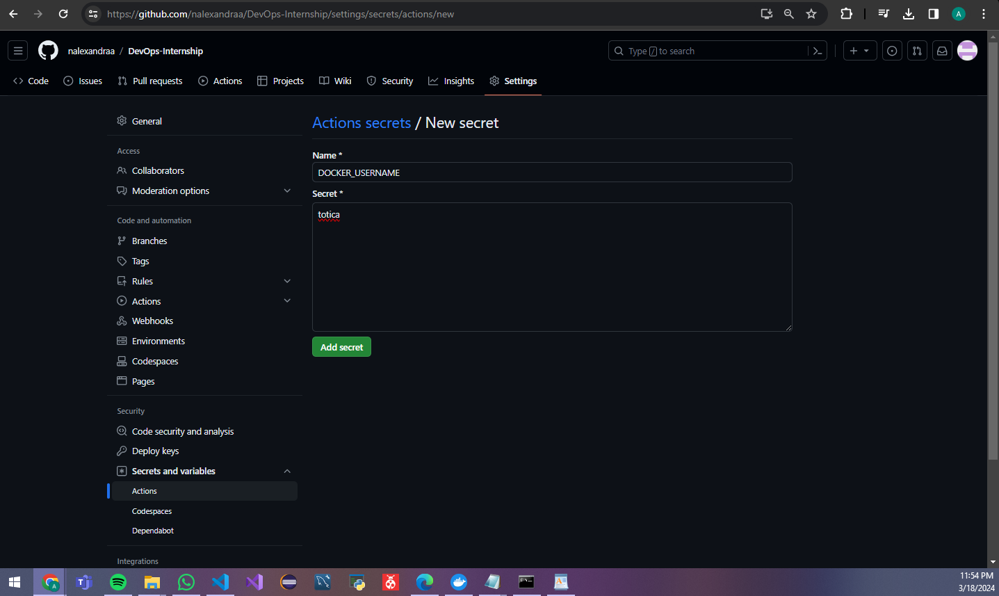 https://github.com/nalexandraa/DevOps-Internship/settings/secrets/actions/new
A
nalexandraa / DevOps-Internship
Type / to search
Code
Issues
Pull requests
Actions
Projects
Wiki
Security
Insights
Settings
General
Access
Collaborators
Moderation options
Code and automation
Branches
Tags
Rules
Actions
Webhooks
Environments
Codespaces
Pages
Security
Code security and analysis
Deploy keys
Secrets and variables
Actions
Codespaces
Dependabot
Integrations
Actions secrets / New secret
Name *
DOCKER_USERNAME
Secret *
totica
Add secret
11:54 PM
3/18/2024